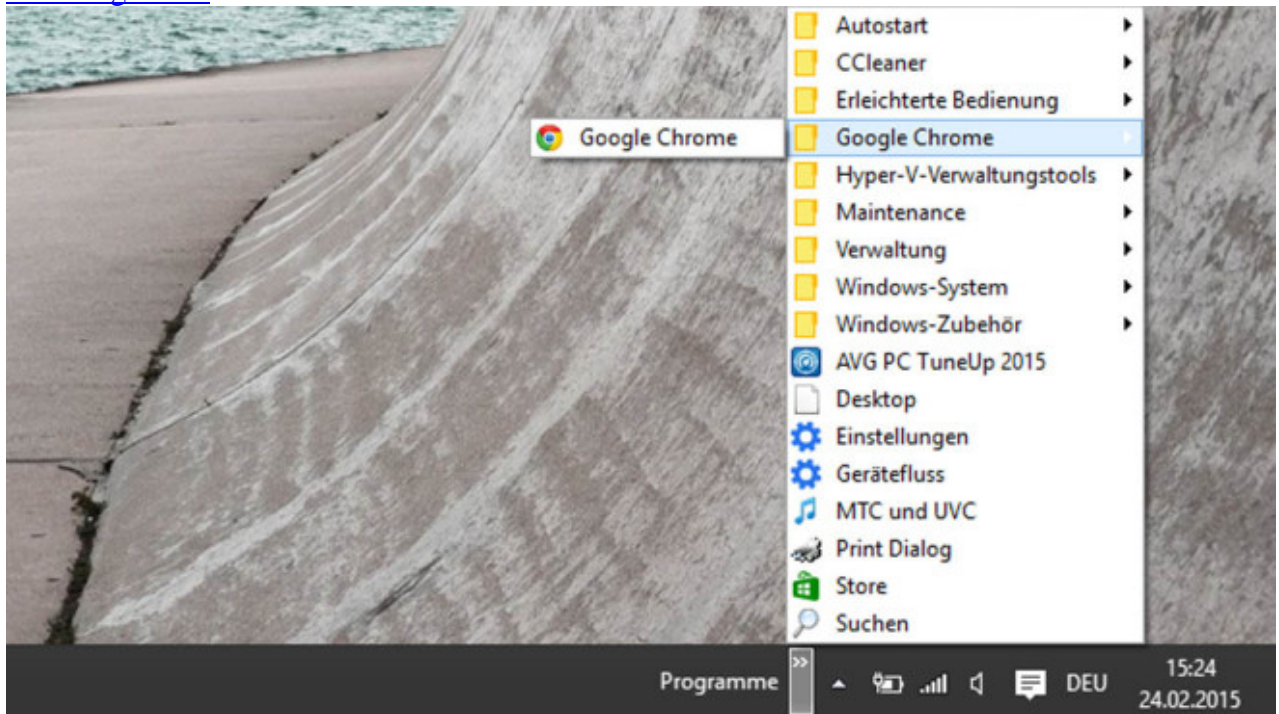 Autostart
CCleaner
Erleichterte Bedienung
Google Chrome
Google Chrome
Hyper-V-Verwaltungstools
Maintenance
Verwaltung
Windows-System
Windows-Zubehör
AVG PC TuneUp 2015
Desktop
Einstellungen
Gerätefluss
MTC und UVC
Print Dialog
Store
Suchen
Programme
DEU
15:24
24.02.2015